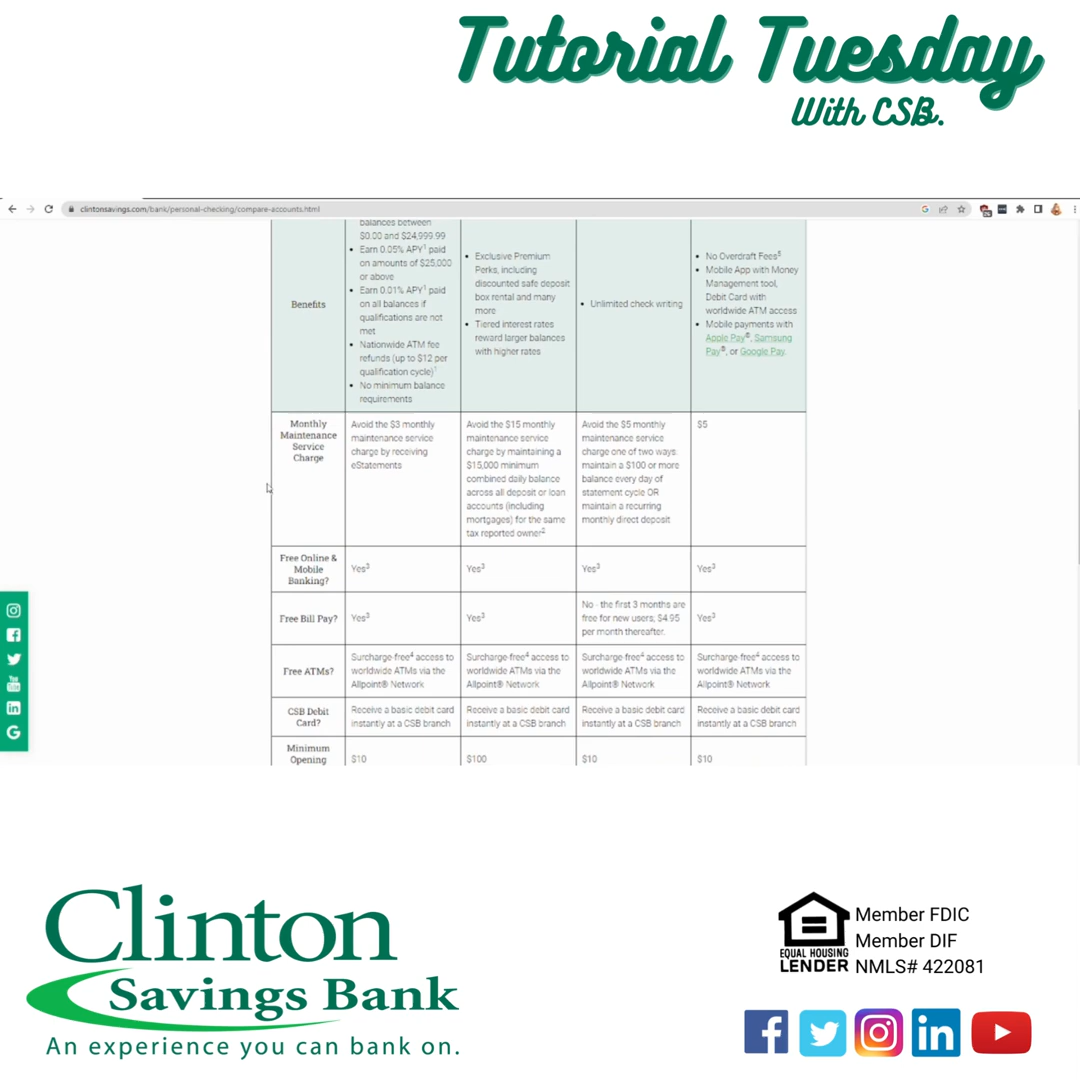 Tutorial Tuesday
With CSB.
clintonsavings.com/bank/personal-checking/compare-accounts.html
Benefits
balances between
$0.00 and $24,999.99
• Earn 0.05% APY¹ paid
on amounts of $25,000
or above
• Earn 0.01% APY¹ paid
on all balances if
qualifications are not
met
• Nationwide ATM fee
refunds (up to $12 per
qualification cycle)¹
• No minimum balance
requirements
• Exclusive Premium
Perks, including
discounted safe deposit
box rental and many
more
• Tiered interest rates
reward larger balances
with higher rates
• Unlimited check writing
• No Overdraft Fees⁵
• Mobile App with Money
Management tool,
Debit Card with
worldwide ATM access
• Mobile payments with
Apple Pay®, Samsung
Pay®, or Google Pay.
Monthly
Maintenance
Service
Charge
Avoid the $3 monthly
maintenance service
charge by receiving
eStatements
Avoid the $15 monthly
maintenance service
charge by maintaining a
$15,000 minimum
combined daily balance
across all deposit or loan
accounts (including
mortgages) for the same
tax reported owner²
Avoid the $5 monthly
maintenance service
charge one of two ways:
maintain a $100 or more
balance every day of
statement cycle OR
maintain a recurring
monthly direct deposit
$5
Free Online &
Mobile
Banking?
Yes³
Yes³
Yes³
Yes³
Free Bill Pay?
Yes³
Yes³
No - the first 3 months are
free for new users; $4.95
per month thereafter.
Yes³
Free ATMs?
Surcharge-free⁴ access to
worldwide ATMs via the
Allpoint® Network
Surcharge-free⁴ access to
worldwide ATMs via the
Allpoint® Network
Surcharge-free⁴ access to
worldwide ATMs via the
Allpoint® Network
Surcharge-free⁴ access to
worldwide ATMs via the
Allpoint® Network
CSB Debit
Card?
Receive a basic debit card
instantly at a CSB branch
Receive a basic debit card
instantly at a CSB branch
Receive a basic debit card
instantly at a CSB branch
Receive a basic debit card
instantly at a CSB branch
Minimum
Opening
$10
$100
$10
$10
Clinton
Savings Bank
An experience you can bank on.
EQUAL HOUSING
LENDER
Member FDIC
Member DIF
NMLS# 422081